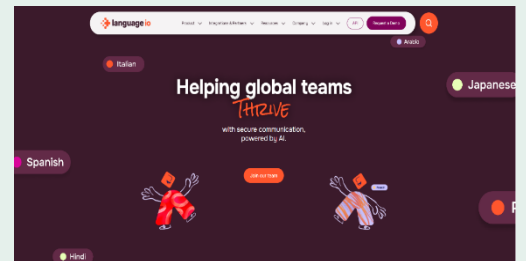 language io
Product Integrations & Partners Resources Company Log in
Request a Demo
Arabic
Italian
Helping global teams
THRIVE
Japanese
with secure communication,
powered by AI.
Spanish
Join our team
Hindi